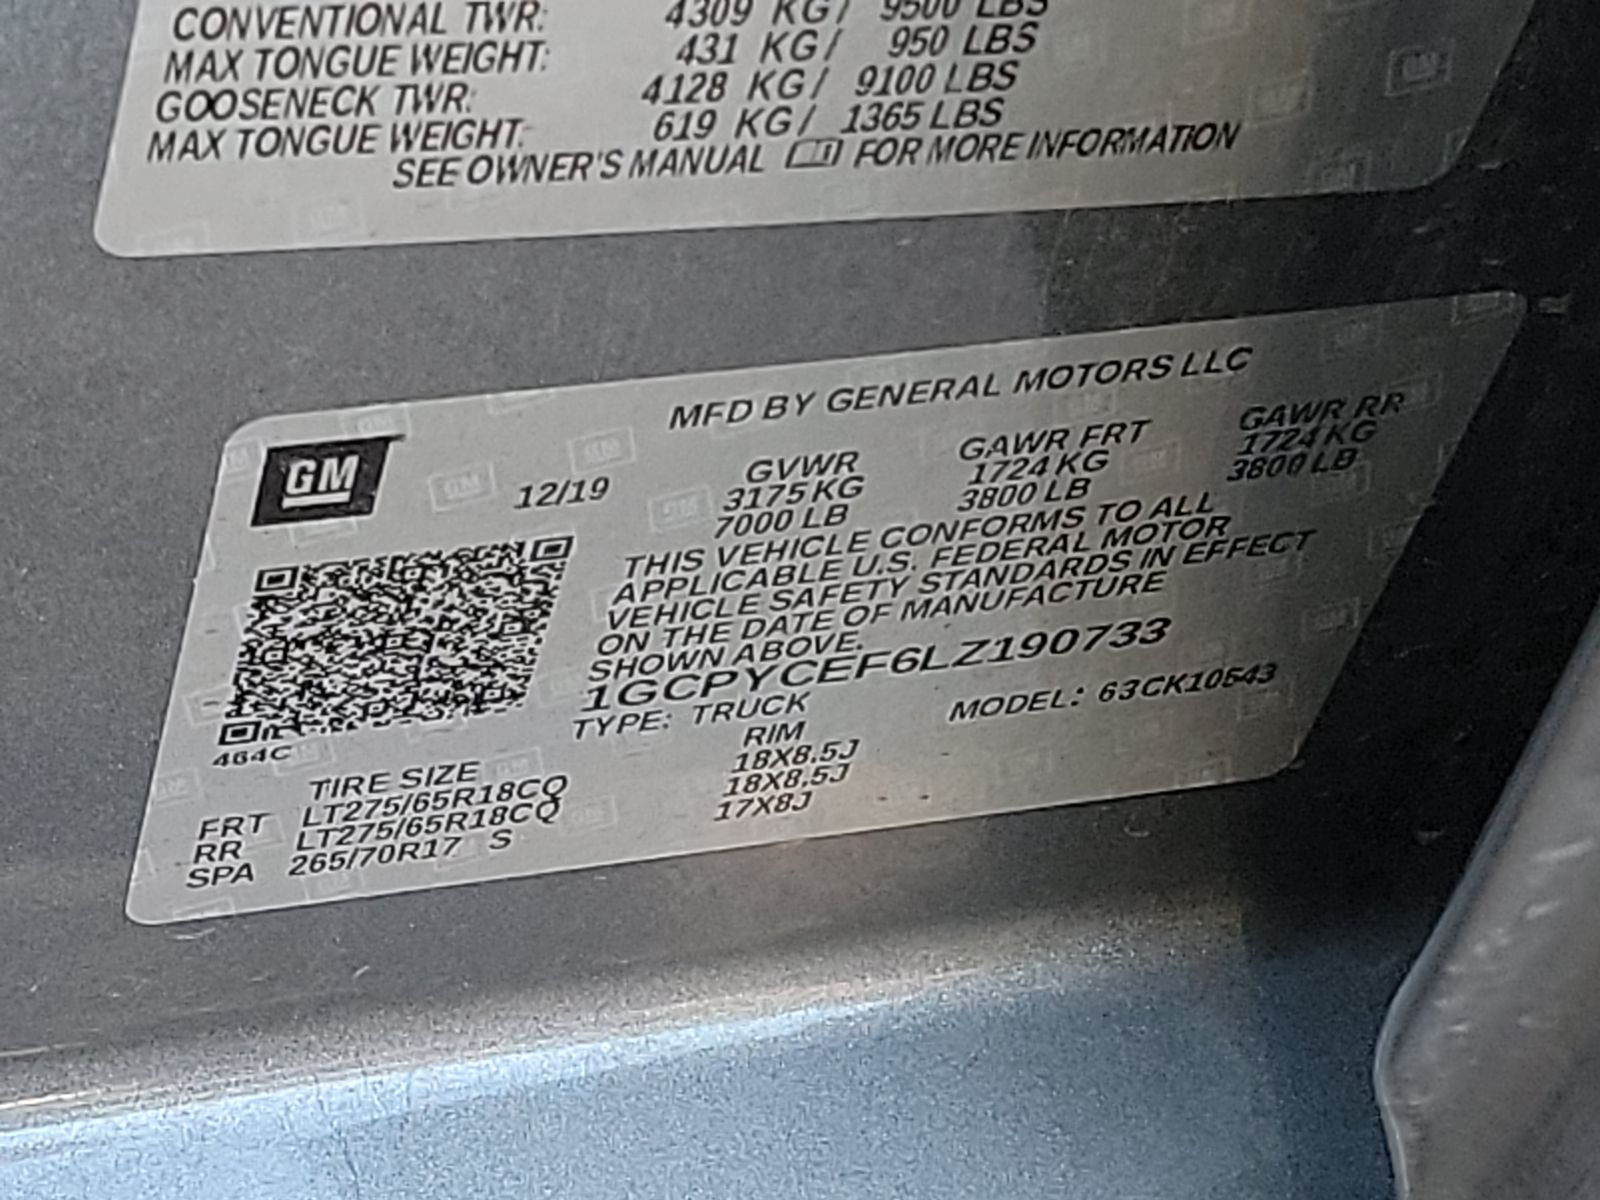 CONVENTIONAL TWR: 4309 KG/ 9500 LBS
MAX TONGUE WEIGHT: 431 KG/ 950 LBS
GOOSENECK TWR: 4128 KG/ 9100 LBS
MAX TONGUE WEIGHT: 619 KG/ 1365 LBS
SEE OWNER'S MANUAL FOR MORE INFORMATION
MFD BY GENERAL MOTORS LLC
GM
12/19
GVWR GAWR FRT GAWR RR
3175 KG 1724 KG 1724 KG
7000 LB 3800 LB 3800 LB
THIS VEHICLE CONFORMS TO ALL
APPLICABLE U.S. FEDERAL MOTOR
VEHICLE SAFETY STANDARDS IN EFFECT
ON THE DATE OF MANUFACTURE
SHOWN ABOVE.
1GCPYCEF6LZ190733
TYPE: TRUCK MODEL: 63CK10543
464C
TIRE SIZE RIM
FRT LT275/65R18CQ 18X8.5J
RR LT275/65R18CQ 18X8.5J
SPA 265/70R17 S 17X8J